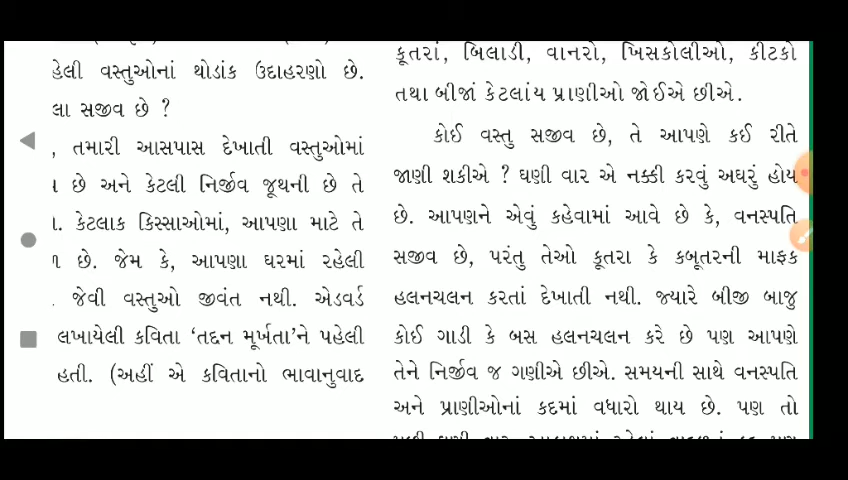 હેલી વસ્તુઓનાં થોડાંક ઉદાહરણો છે.
લા સજીવ છે ?
, તમારી આસપાસ દેખાતી વસ્તુઓમાં
છે અને કેટલી નિર્જીવ જૂથની છે તે
. કેટલાક કિસ્સાઓમાં, આપણા માટે તે
છે. જેમ કે, આપણા ઘરમાં રહેલી
. જેવી વસ્તુઓ જીવંત નથી. એડવર્ડ
લખાયેલી કવિતા ‘તદન મૂર્ખતા’ને પહેલી
હતી. (અહીં એ કવિતાનો ભાવાનુવાદ
કૂતરાં, બિલાડી, વાનરો, ખિસકોલીઓ, કીટકો
તથા બીજાં કેટલાંય પ્રાણીઓ જોઈએ છીએ.
કોઈ વસ્તુ સજીવ છે, તે આપણે કઈ રીતે
જાણી શકીએ ? ઘણી વાર એ નક્કી કરવું અઘરું હોય
છે. આપણને એવું કહેવામાં આવે છે કે, વનસ્પતિ
સજીવ છે, પરંતુ તેઓ કૂતરા કે કબૂતરની માફક
હલનચલન કરતાં દેખાતી નથી. જ્યારે બીજી બાજુ
કોઈ ગાડી કે બસ હલનચલન કરે છે પણ આપણે
તેને નિર્જીવ જ ગણીએ છીએ. સમયની સાથે વનસ્પતિ
અને પ્રાણીઓનાં કદમાં વધારો થાય છે. પણ તો